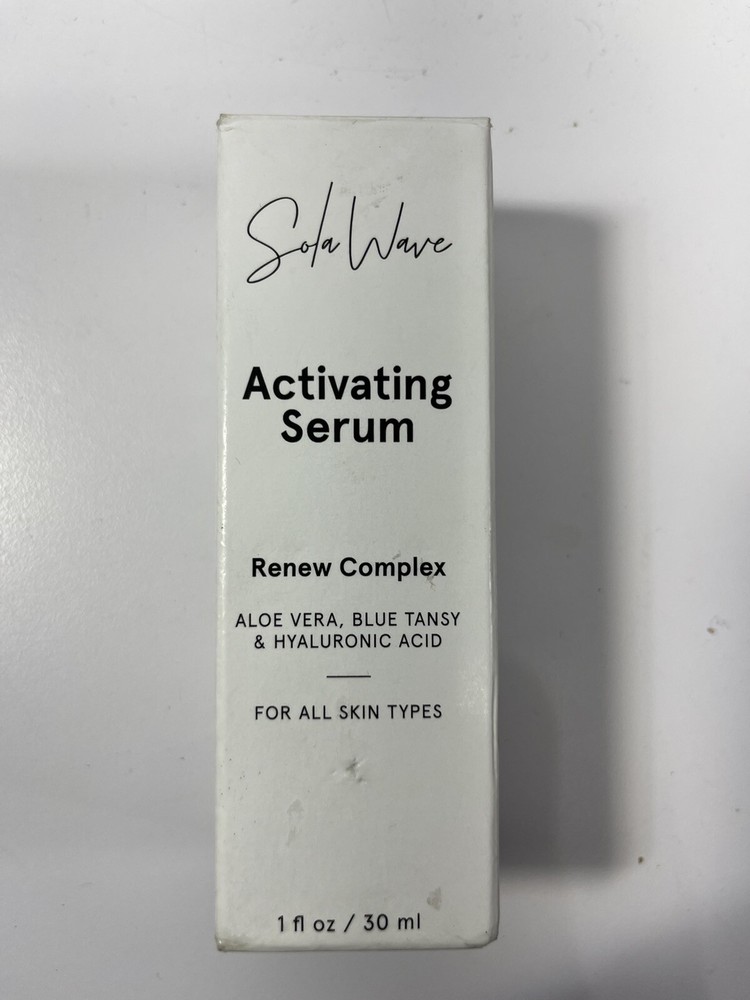 Sola Wave
Activating
Serum
Renew Complex
ALOE VERA, BLUE TANSY
& HYALURONIC ACID
FOR ALL SKIN TYPES
1 fl oz / 30 ml